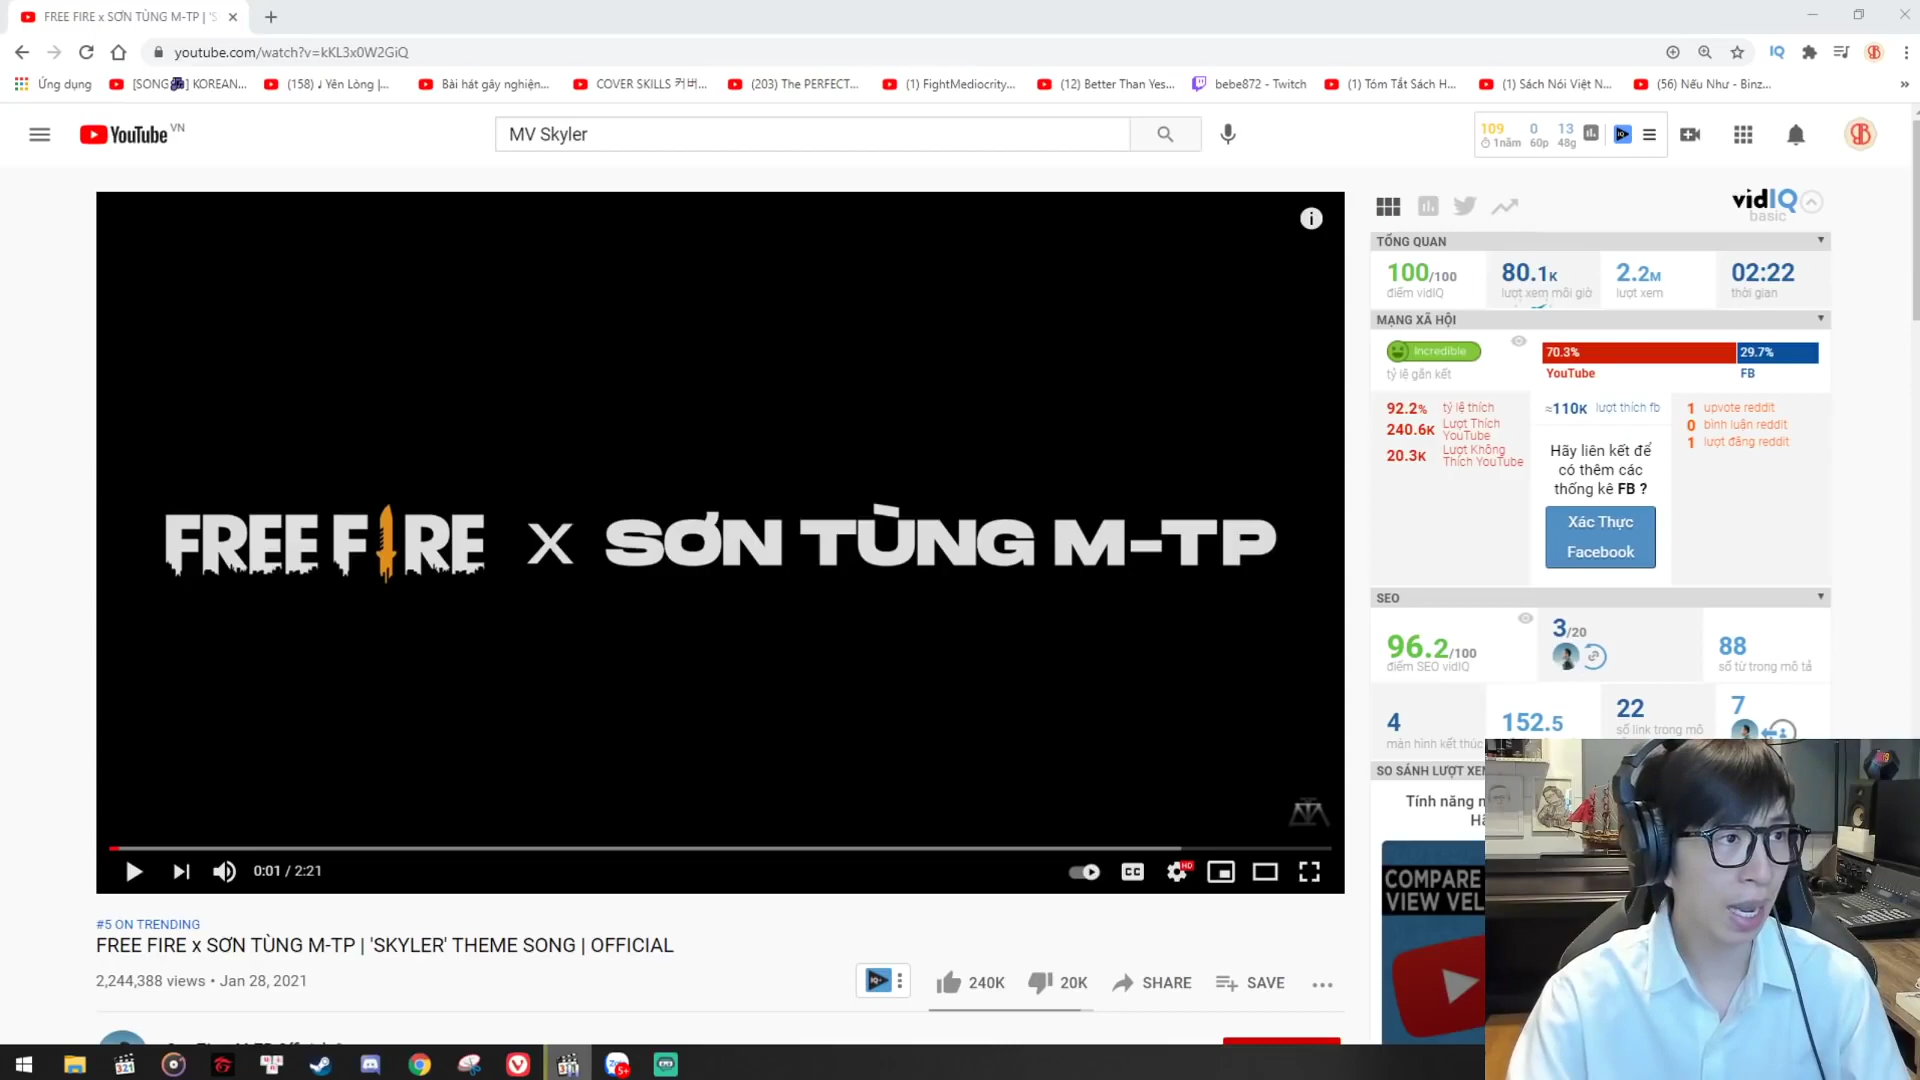 FREE FIRE x SƠN TÙNG M-TP | 'S
youtube.com/watch?v=kKL3x0W2GiQ
Ứng dụng
[SONG🎆] KOREAN...
(158) ♩ Yên Lòng |...
Bài hát gây nghiện...
COVER SKILLS 커버...
(203) The PERFECT...
(1) FightMediocrity...
(12) Better Than Yes...
bebe872 - Twitch
(1) Tóm Tắt Sách H...
(1) Sách Nói Việt N...
(56) Nếu Như - Binz...
»
YouTube VN
MV Skyler
109 0 13
1năm 60p 48g
vidIQ
basic
TỔNG QUAN
100/100 80.1K 2.2M 02:22
điểm vidIQ lượt xem mỗi giờ lượt xem thời gian
MẠNG XÃ HỘI
Incredible
tỷ lệ gắn kết
70.3% 29.7%
YouTube FB
92.2% tỷ lệ thích
240.6K Lượt Thích YouTube
20.3K Lượt Không Thích YouTube
≈110K lượt thích fb
Hãy liên kết để
có thêm các
thống kê FB ?
Xác Thực
Facebook
1 upvote reddit
0 bình luận reddit
1 lượt đăng reddit
FREE FIRE X SƠN TÙNG M-TP
SEO
96.2/100
điểm SEO vidIQ
3/20
88
số từ trong mô tả
4
màn hình kết thúc
152.5
22
số link trong mô
7
SO SÁNH LƯỢT XE
Tính năng
COMPARE
VIEW VEL
0:01 / 2:21
CC
HD
#5 ON TRENDING
FREE FIRE x SƠN TÙNG M-TP | 'SKYLER' THEME SONG | OFFICIAL
2,244,388 views • Jan 28, 2021
240K
20K
SHARE
SAVE
321
5+